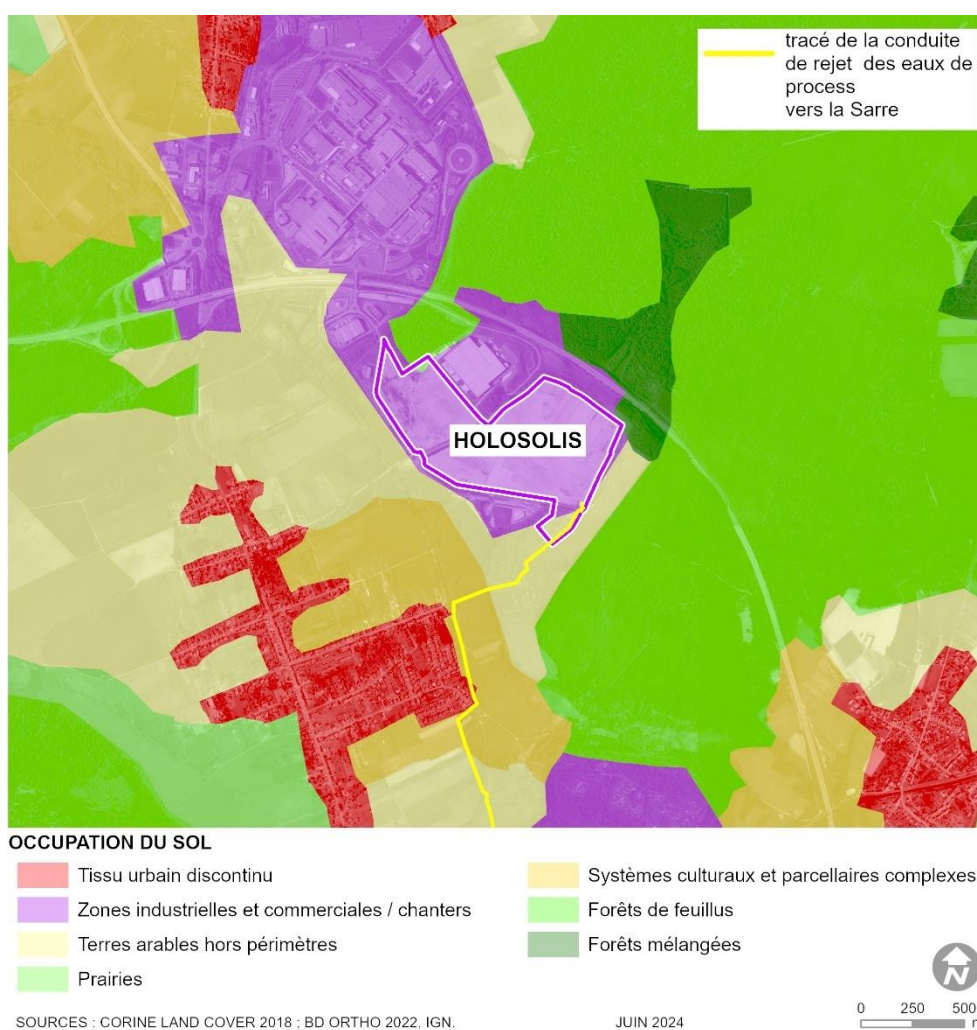 tracé de la conduite
de rejet des eaux de
process
vers la Sarre
HOLOSOLIS
OCCUPATION DU SOL
Tissu urbain discontinu
Zones industrielles et commerciales / chanters
Terres arables hors périmètres
Prairies
Systèmes culturaux et parcellaires complexes
Forêts de feuillus
Forêts mélangées
N
0 250 500
SOURCES : CORINE LAND COVER 2018 ; BD ORTHO 2022, IGN.
JUIN 2024